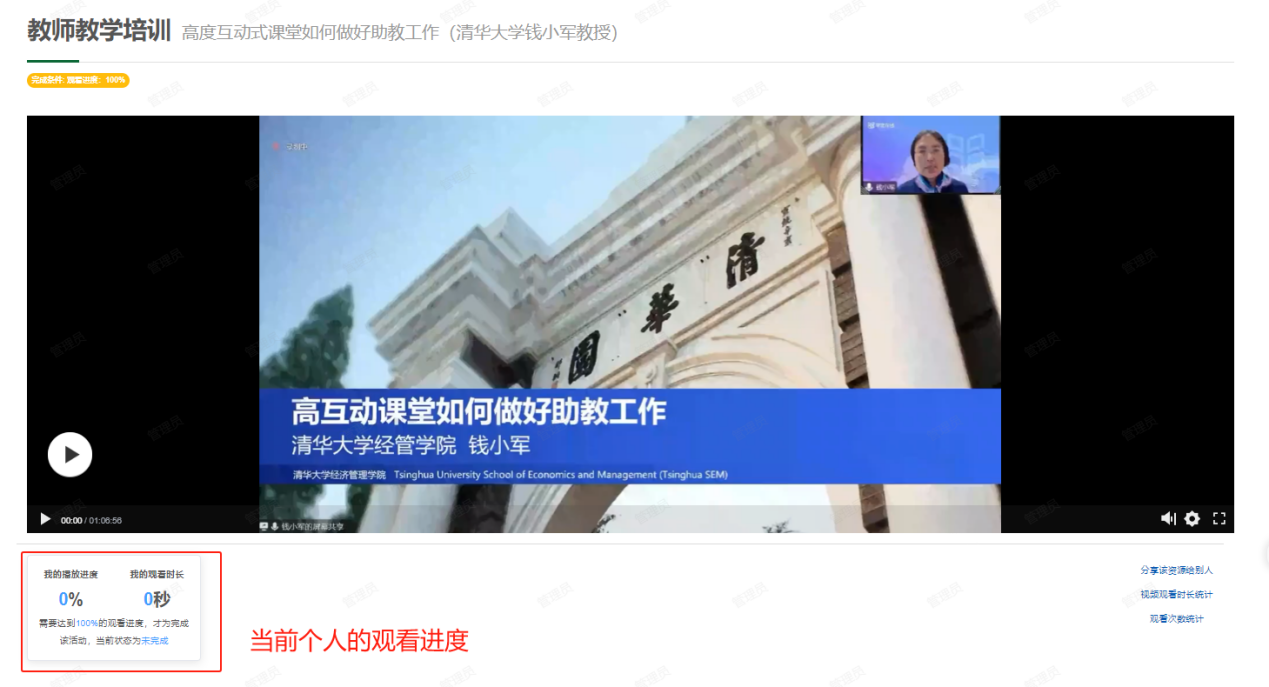 教师教学培训 高度互动式课堂如何做好助教工作（清华大学钱小军教授）
完成条件: 观看进度：100%
清
华
園
钱小军
高互动课堂如何做好助教工作
清华大学经管学院 钱小军
清华大学经济管理学院 Tsinghua University School of Economics and Management (Tsinghua SEM)
00:00 / 01:06:56
钱小军的屏幕共享
我的播放进度 我的观看时长
0% 0秒
需要达到100%的观看进度，才为完成
该活动，当前状态为未完成
当前个人的观看进度
分享该资源给别人
视频观看时长统计
观看次数统计
管理员